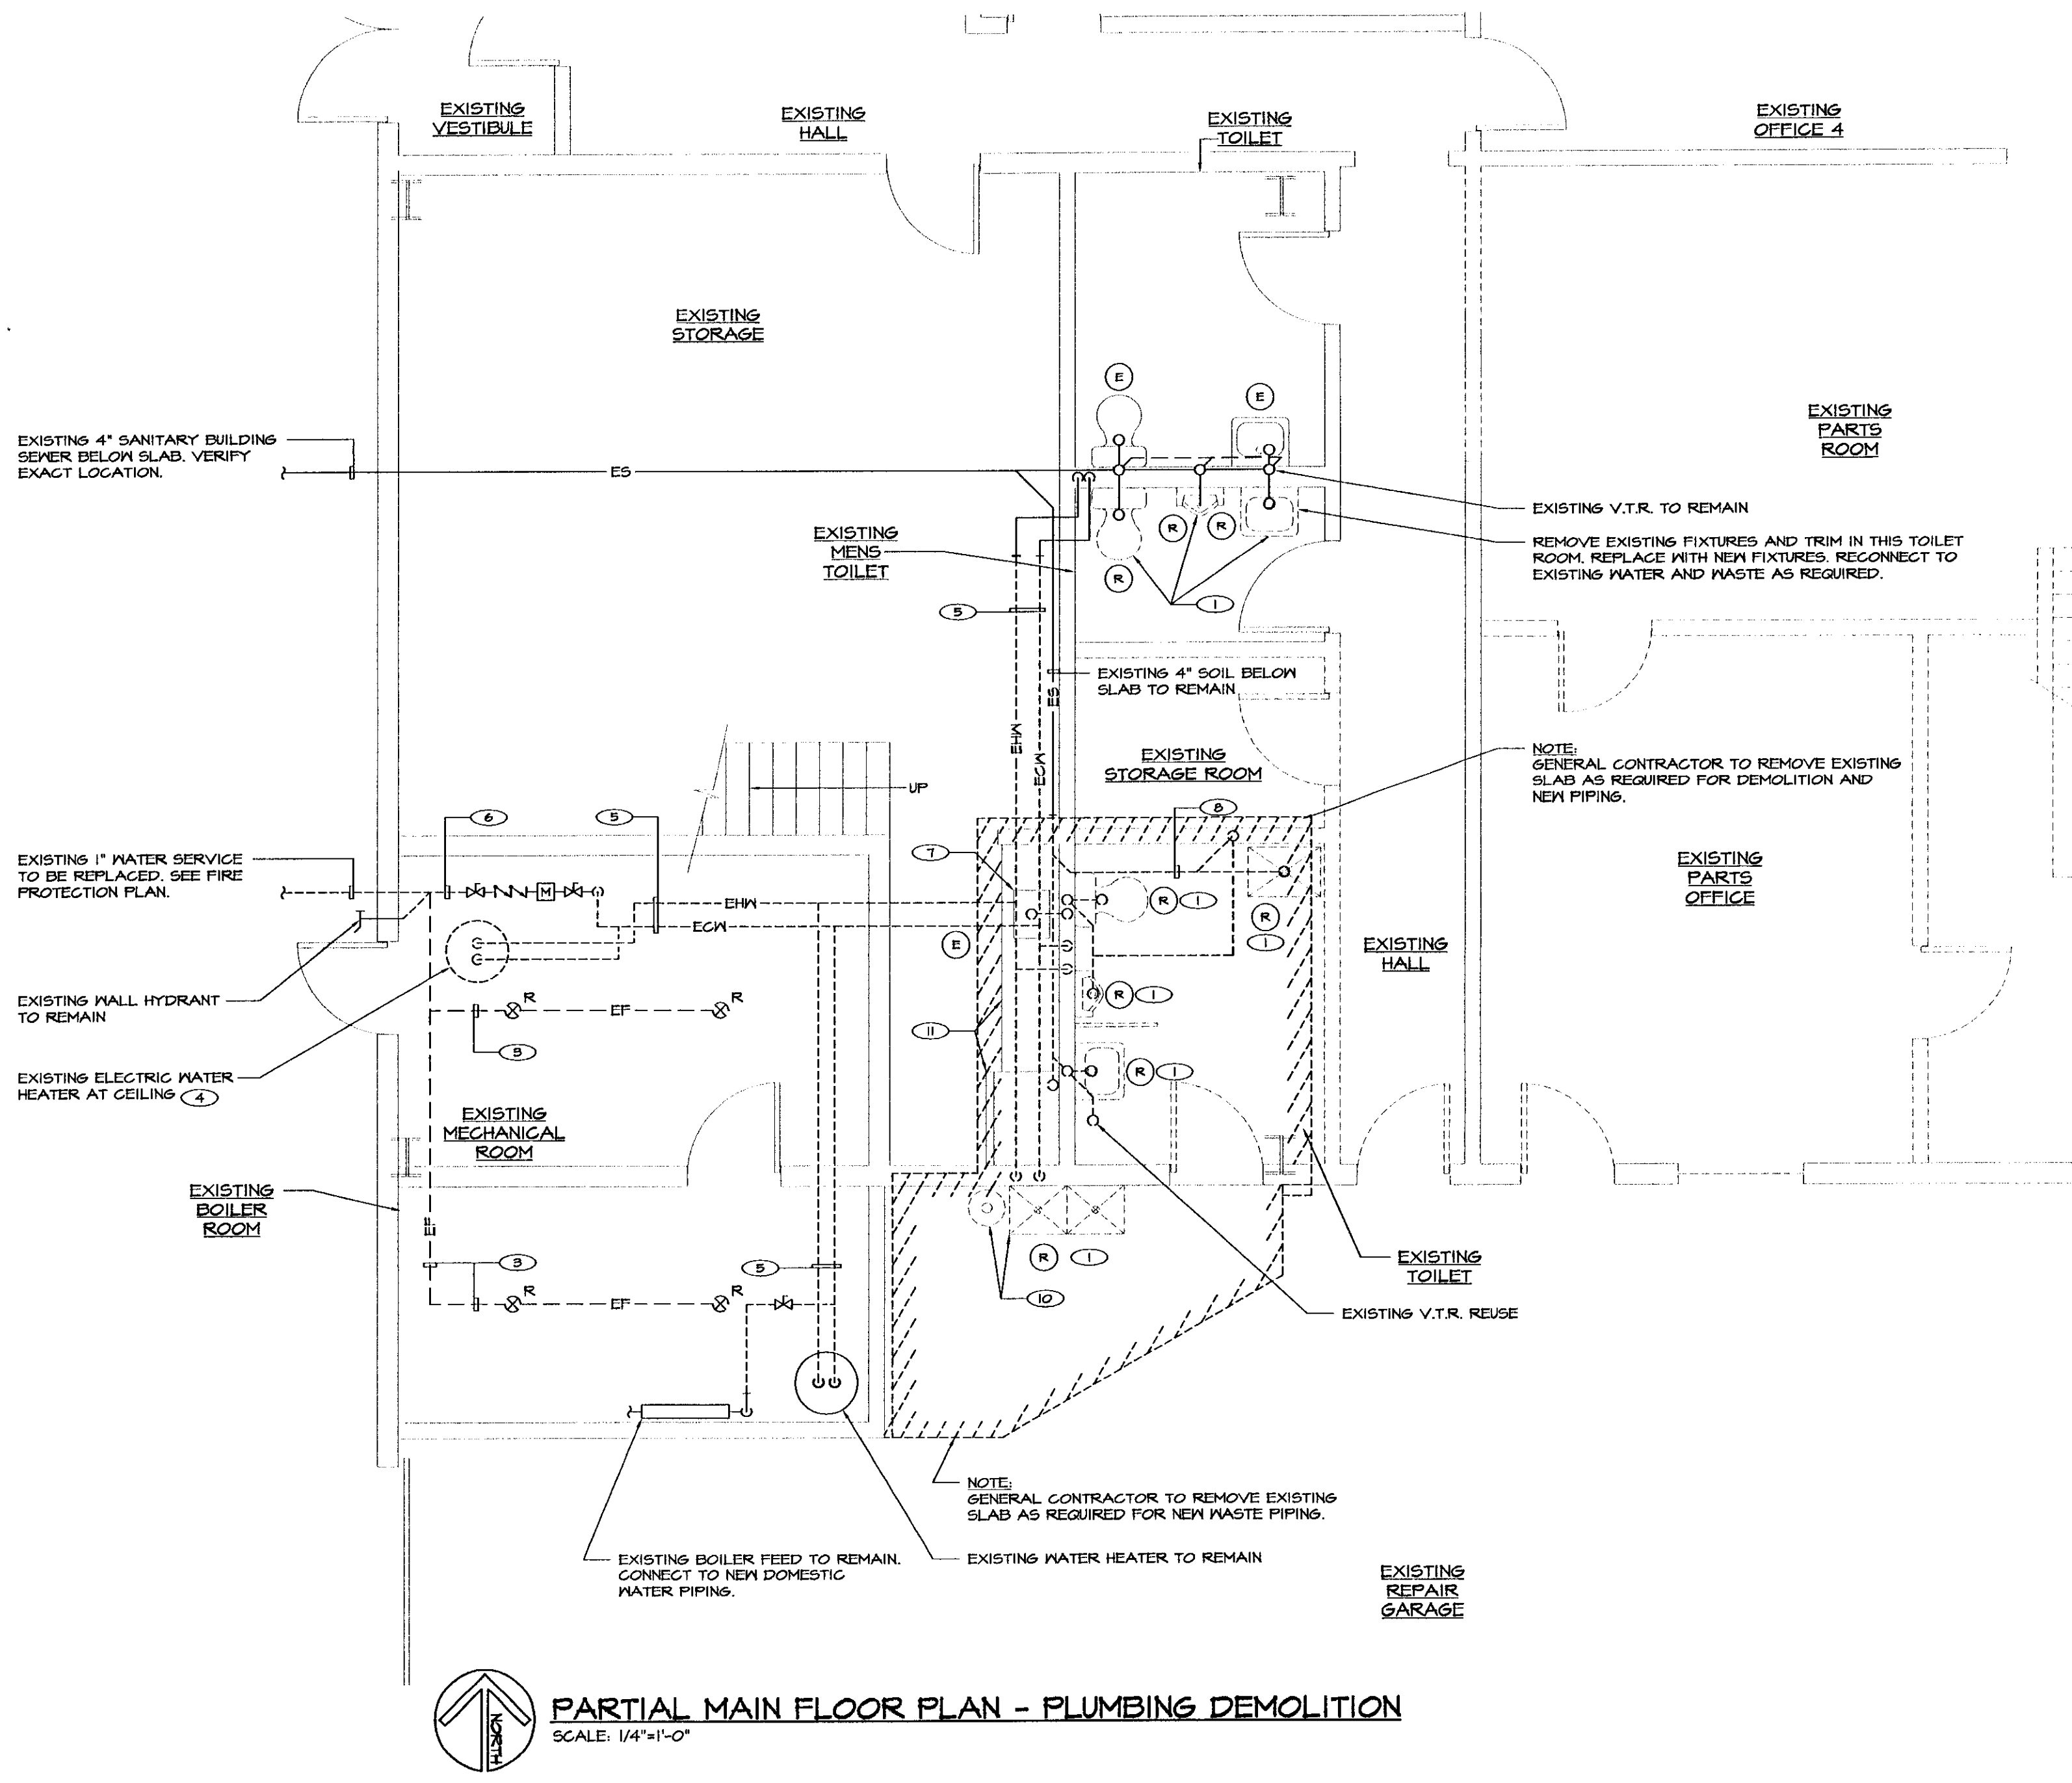 EXISTING
VESTIBULE
EXISTING
HALL
EXISTING
TOILET
EXISTING
OFFICE 4
EXISTING
STORAGE
E
E
EXISTING
PARTS
ROOM
EXISTING 4" SANITARY BUILDING
SEWER BELOW SLAB. VERIFY
EXACT LOCATION.
ES
EXISTING V.T.R. TO REMAIN
EXISTING
MENS
TOILET
R
R
R
REMOVE EXISTING FIXTURES AND TRIM IN THIS TOILET
ROOM. REPLACE WITH NEW FIXTURES. RECONNECT TO
EXISTING WATER AND WASTE AS REQUIRED.
5
1
EXISTING 4" SOIL BELOW
SLAB TO REMAIN
ES
EHW
ECW
EXISTING
STORAGE ROOM
NOTE:
GENERAL CONTRACTOR TO REMOVE EXISTING
SLAB AS REQUIRED FOR DEMOLITION AND
NEW PIPING.
UP
6
5
8
7
EXISTING 1" WATER SERVICE
TO BE REPLACED. SEE FIRE
PROTECTION PLAN.
M
EHW
ECW
R
1
R
1
E
EXISTING
PARTS
OFFICE
EXISTING
HALL
EXISTING WALL HYDRANT
TO REMAIN
R
EF
R
3
R
1
11
EXISTING ELECTRIC WATER
HEATER AT CEILING
4
R
1
EXISTING
MECHANICAL
ROOM
EXISTING
BOILER
ROOM
EF
3
5
R
EF
R
R
1
10
EXISTING
TOILET
EXISTING V.T.R. REUSE
NOTE:
GENERAL CONTRACTOR TO REMOVE EXISTING
SLAB AS REQUIRED FOR NEW WASTE PIPING.
EXISTING BOILER FEED TO REMAIN.
CONNECT TO NEW DOMESTIC
WATER PIPING.
EXISTING WATER HEATER TO REMAIN
EXISTING
REPAIR
GARAGE
NORTH
PARTIAL MAIN FLOOR PLAN - PLUMBING DEMOLITION
SCALE: 1/4"=1'-0"